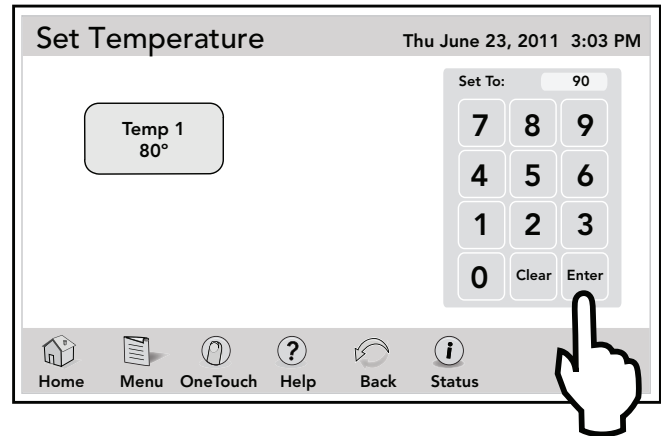 Set Temperature Thu June 23, 2011 3:03 PM
Set To: 90
Temp 1
80°
7 8 9
4 5 6
1 2 3
0 Clear Enter
? i
Home Menu OneTouch Help Back Status